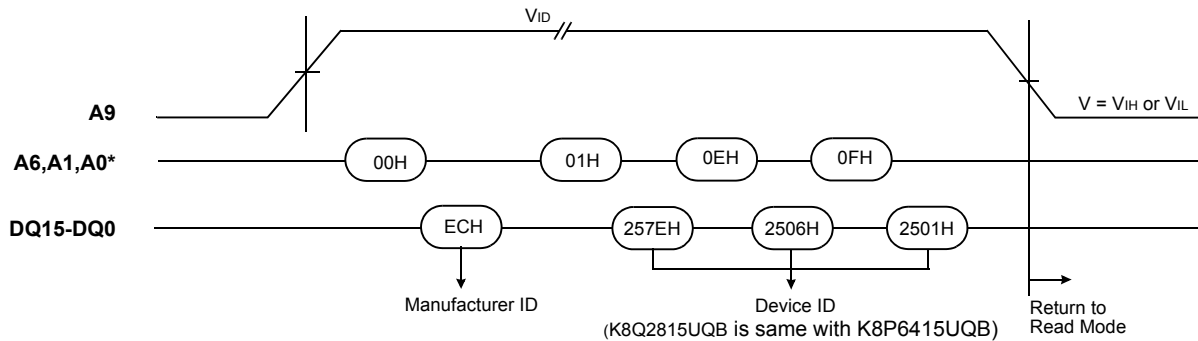 VID
A9
V = VIH or VIL
A6,A1,A0*
00H
01H
0EH
0FH
DQ15-DQ0
ECH
257EH
2506H
2501H
Manufacturer ID
Device ID
(K8Q2815UQB is same with K8P6415UQB)
Return to
Read Mode